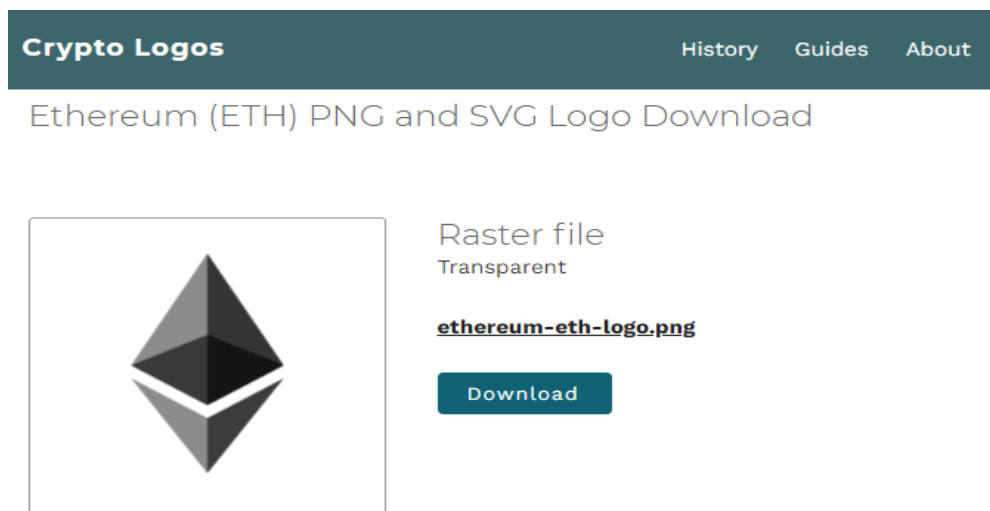 Crypto Logos
History Guides About
Ethereum (ETH) PNG and SVG Logo Download
Raster file
Transparent
ethereum-eth-logo.png
Download